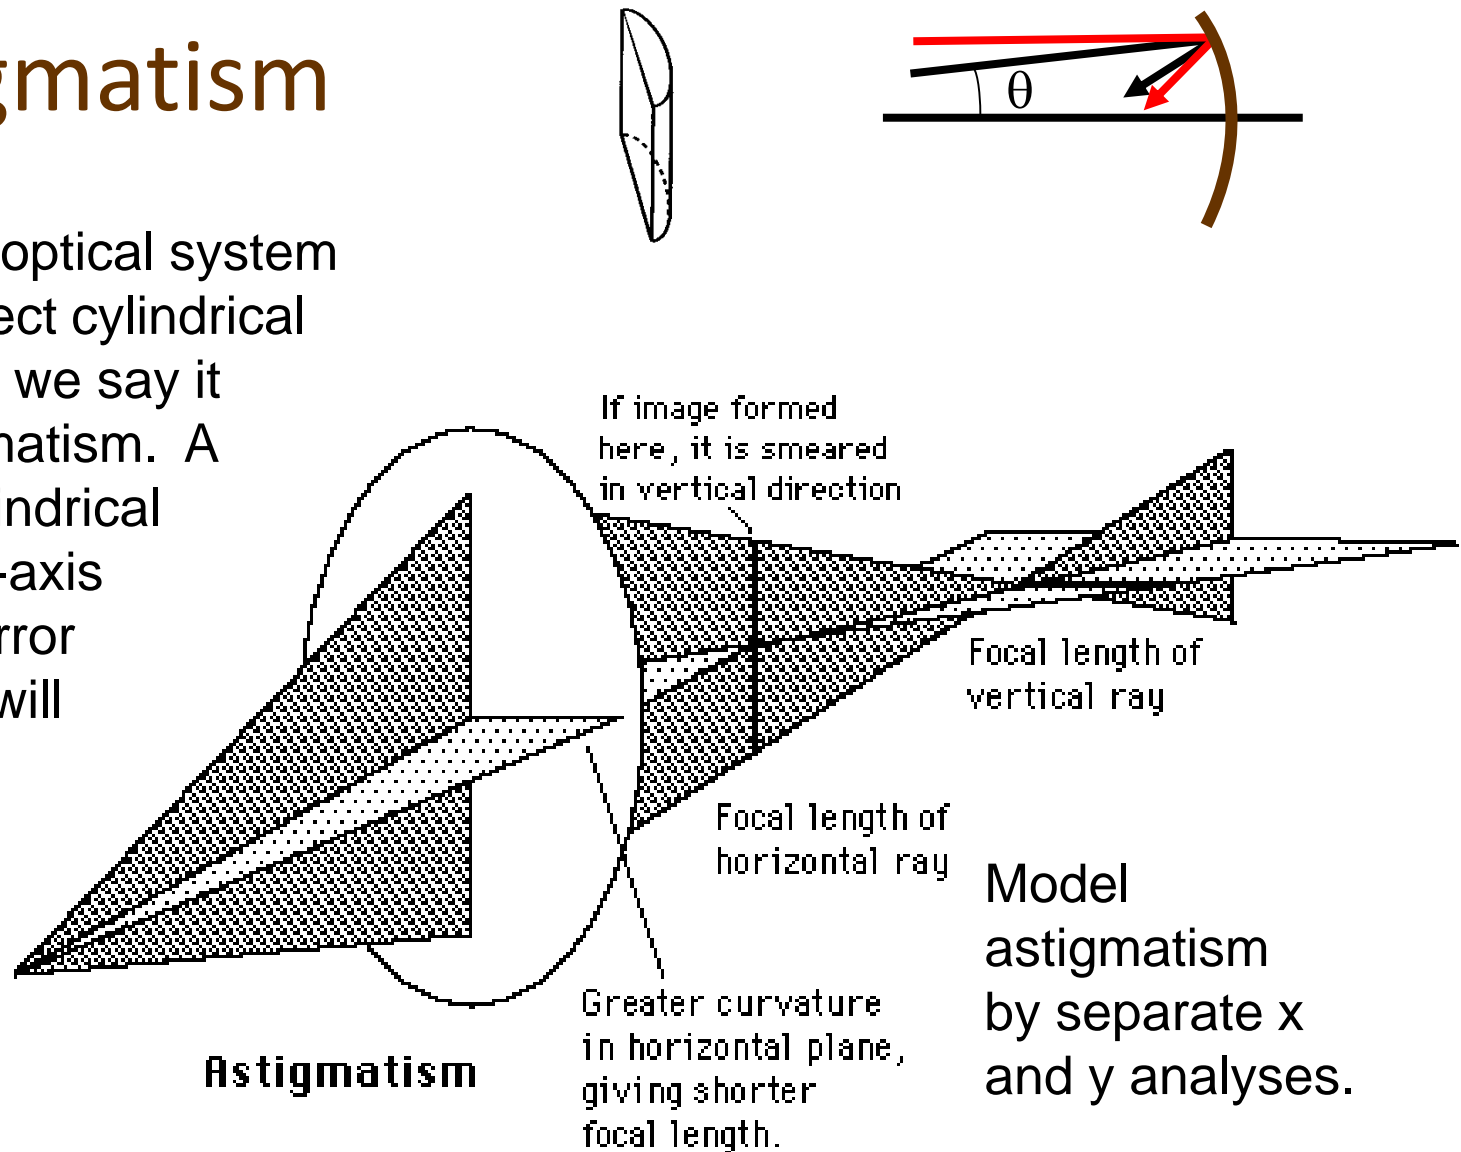 gmatism
θ
optical system
ect cylindrical
we say it
matism. A
indrical
-axis
rror
will
If image formed
here, it is smeared
in vertical direction
Focal length of
vertical ray
Focal length of
horizontal ray
Greater curvature
in horizontal plane,
giving shorter
focal length.
Astigmatism
Model
astigmatism
by separate x
and y analyses.